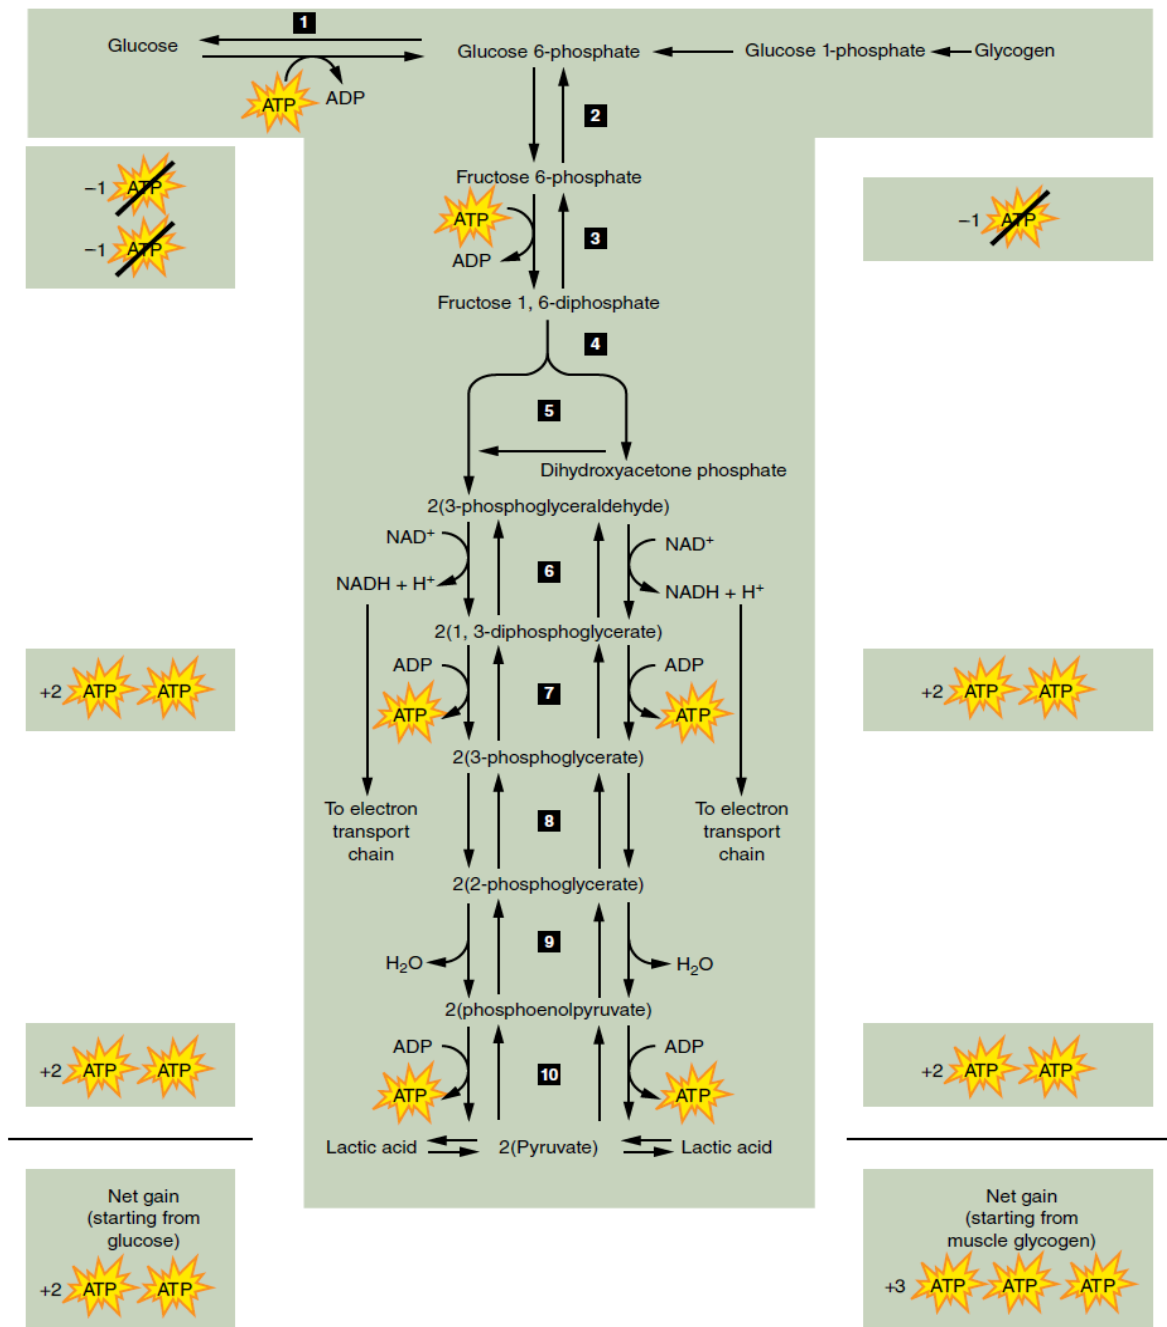 1
Glucose
Glucose 6-phosphate
Glucose 1-phosphate
Glycogen
ATP
ADP
2
–1 ATP
–1 ATP
Fructose 6-phosphate
–1 ATP
ATP
ADP
3
Fructose 1, 6-diphosphate
4
5
Dihydroxyacetone phosphate
2(3-phosphoglyceraldehyde)
NAD+
NAD+
6
NADH + H+
NADH + H+
2(1, 3-diphosphoglycerate)
+2 ATP ATP
ADP
ADP
+2 ATP ATP
7
ATP
ATP
2(3-phosphoglycerate)
To electron
transport
chain
8
To electron
transport
chain
2(2-phosphoglycerate)
9
H2O
H2O
2(phosphoenolpyruvate)
+2 ATP ATP
ADP
ADP
+2 ATP ATP
10
ATP
ATP
Lactic acid
2(Pyruvate)
Lactic acid
Net gain
(starting from
glucose)
+2 ATP ATP
Net gain
(starting from
muscle glycogen)
+3 ATP ATP ATP